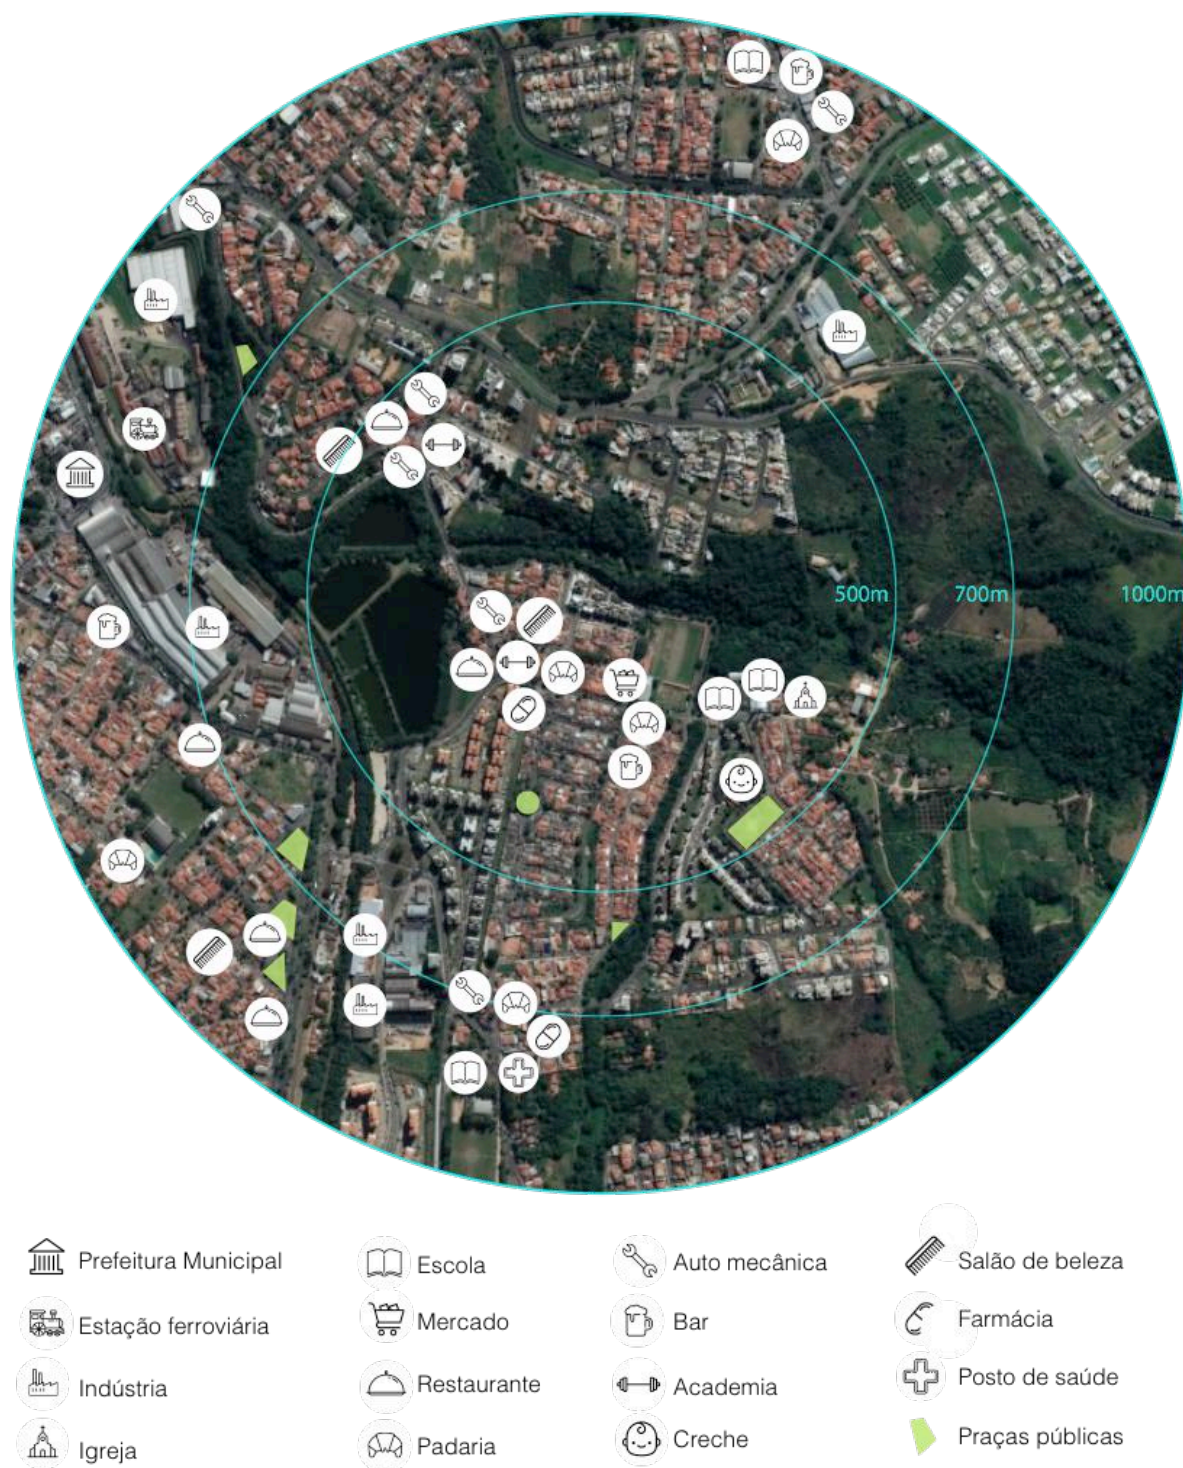 500m
700m
1000m
Prefeitura Municipal
Escola
Auto mecânica
Salão de beleza
Estação ferroviária
Mercado
Bar
Farmácia
Indústria
Restaurante
Academia
Posto de saúde
Igreja
Padaria
Creche
Praças públicas